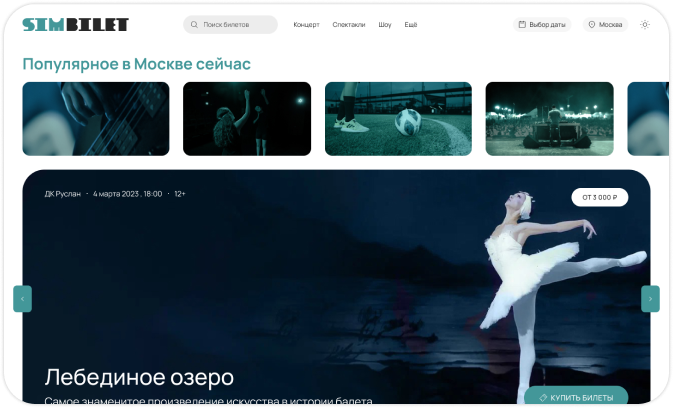 SIMBILET
Поиск билетов
Концерт
Спектакли
Шоу
Ещё
Выбор даты
Москва
Популярное в Москве сейчас
ДК Руслан · 4 марта 2023, 18:00 · 12+
ОТ 3 000 ₽
Лебединое озеро
Самое знаменитое произведение искусства в истории балета
КУПИТЬ БИЛЕТЫ